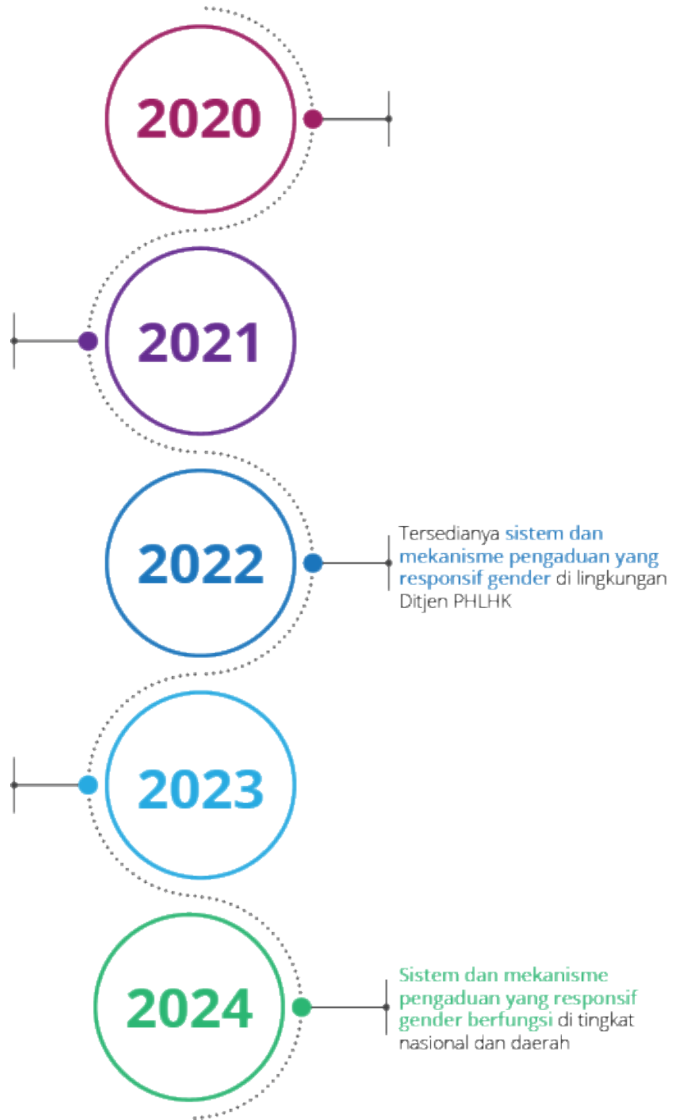 2020
2021
2022
Tersedianya sistem dan
mekanisme pengaduan yang
responsif gender di lingkungan
Ditjen PHLHK
2023
2024
Sistem dan mekanisme
pengaduan yang responsif
gender berfungsi di tingkat
nasional dan daerah